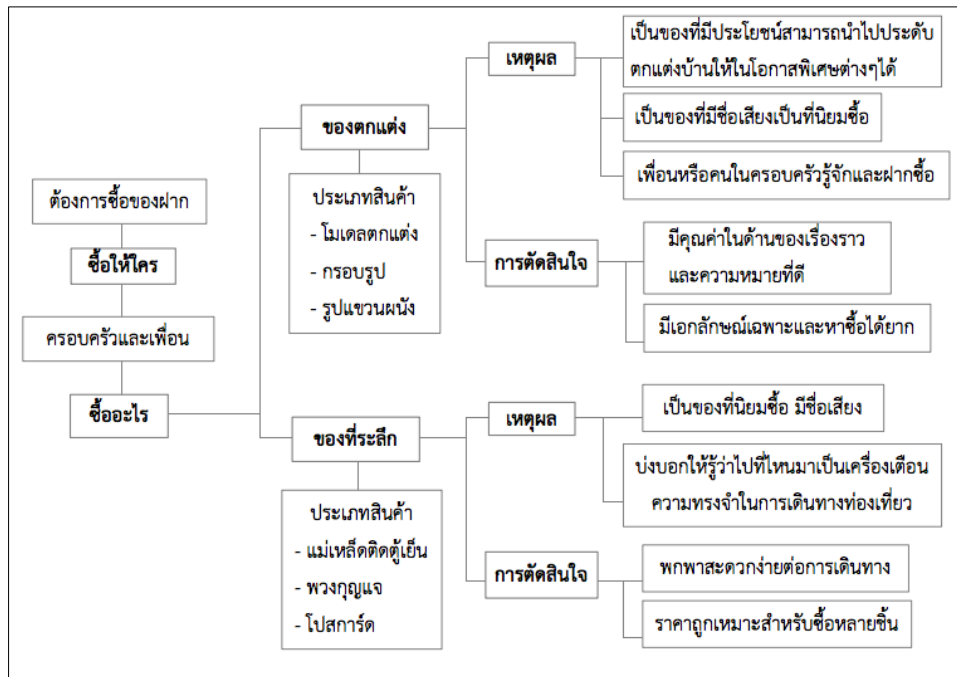 ต้องการซื้อของฝาก
ซื้อให้ใคร
ครอบครัวและเพื่อน
ซื้ออะไร
ของตกแต่ง
ประเภทสินค้า
- โมเดลตกแต่ง
- กรอบรูป
- รูปแขวนผนัง
เหตุผล
เป็นของที่มีประโยชน์สามารถนำไปประดับ
ตกแต่งบ้านให้ในโอกาสพิเศษต่างๆได้
เป็นของที่มีชื่อเสียงเป็นที่นิยมซื้อ
เพื่อนหรือคนในครอบครัวรู้จักและฝากซื้อ
การตัดสินใจ
มีคุณค่าในด้านของเรื่องราว
และความหมายที่ดี
มีเอกลักษณ์เฉพาะและหาซื้อได้ยาก
ของที่ระลึก
ประเภทสินค้า
- แม่เหล็ดติดตู้เย็น
- พวงกุญแจ
- โปสการ์ด
เหตุผล
เป็นของที่นิยมซื้อ มีชื่อเสียง
บ่งบอกให้รู้ว่าไปที่ไหนมาเป็นเครื่องเตือน
ความทรงจำในการเดินทางท่องเที่ยว
การตัดสินใจ
พกพาสะดวกง่ายต่อการเดินทาง
ราคาถูกเหมาะสำหรับซื้อหลายชิ้น